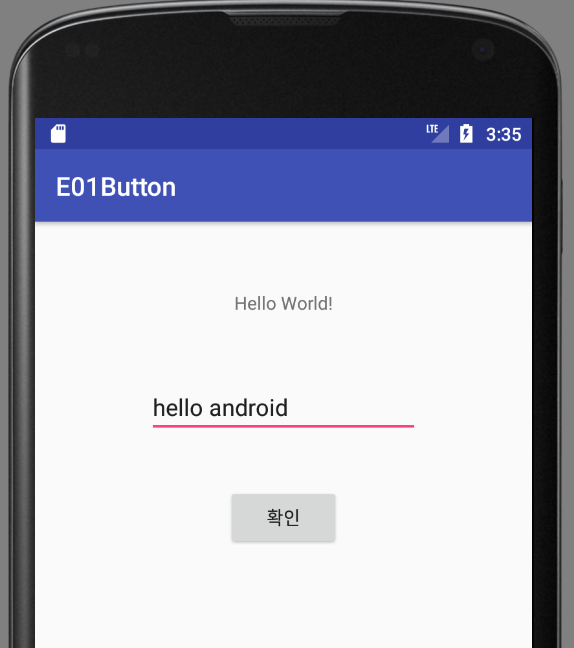 LTE 3:35
E01Button
Hello World!
hello android
확인